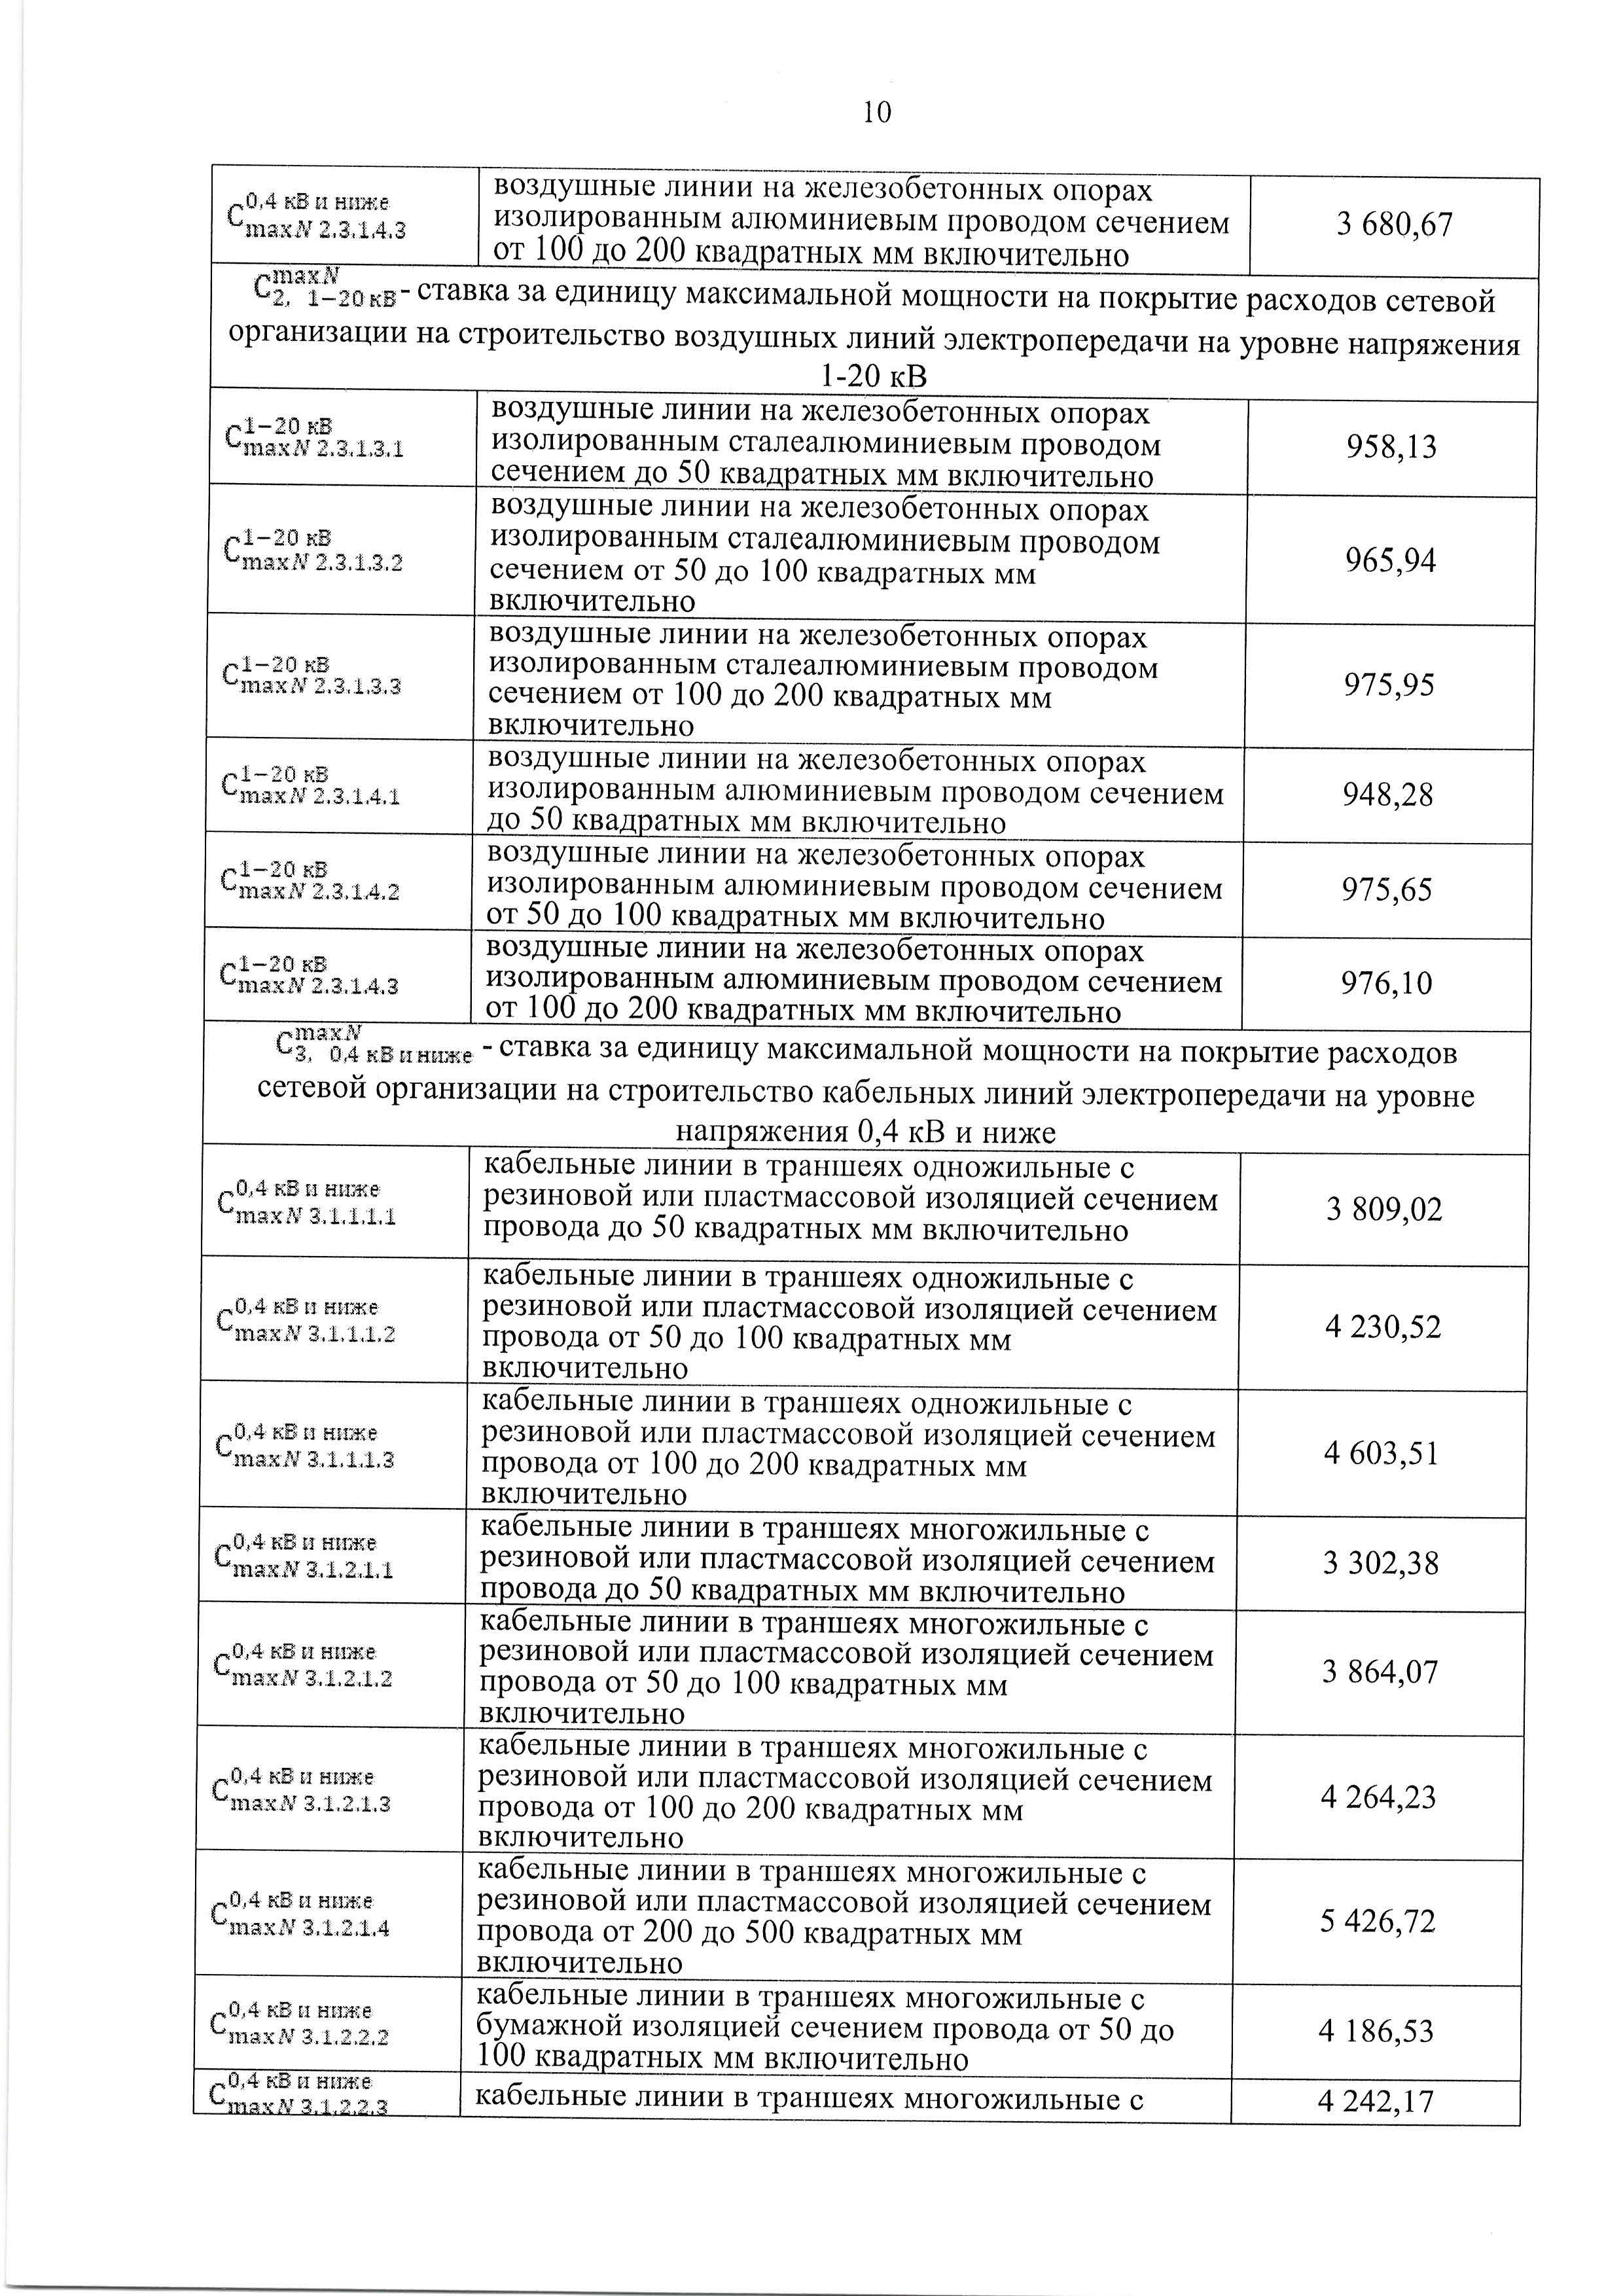 10
C 0,4 кВ и ниже maxN 2.3.1.4.3
воздушные линии на железобетонных опорах
изолированным алюминиевым проводом сечением
от 100 до 200 квадратных мм включительно
3 680,67
C maxN 2, 1–20 кВ - ставка за единицу максимальной мощности на покрытие расходов сетевой
организации на строительство воздушных линий электропередачи на уровне напряжения
1-20 кВ
C 1–20 кВ maxN 2.3.1.3.1
воздушные линии на железобетонных опорах
изолированным сталеалюминиевым проводом
сечением до 50 квадратных мм включительно
958,13
C 1–20 кВ maxN 2.3.1.3.2
воздушные линии на железобетонных опорах
изолированным сталеалюминиевым проводом
сечением от 50 до 100 квадратных мм
включительно
965,94
C 1–20 кВ maxN 2.3.1.3.3
воздушные линии на железобетонных опорах
изолированным сталеалюминиевым проводом
сечением от 100 до 200 квадратных мм
включительно
975,95
C 1–20 кВ maxN 2.3.1.4.1
воздушные линии на железобетонных опорах
изолированным алюминиевым проводом сечением
до 50 квадратных мм включительно
948,28
C 1–20 кВ maxN 2.3.1.4.2
воздушные линии на железобетонных опорах
изолированным алюминиевым проводом сечением
от 50 до 100 квадратных мм включительно
975,65
C 1–20 кВ maxN 2.3.1.4.3
воздушные линии на железобетонных опорах
изолированным алюминиевым проводом сечением
от 100 до 200 квадратных мм включительно
976,10
C maxN 3, 0,4 кВ и ниже - ставка за единицу максимальной мощности на покрытие расходов
сетевой организации на строительство кабельных линий электропередачи на уровне
напряжения 0,4 кВ и ниже
C 0,4 кВ и ниже maxN 3.1.1.1.1
кабельные линии в траншеях одножильные с
резиновой или пластмассовой изоляцией сечением
провода до 50 квадратных мм включительно
3 809,02
C 0,4 кВ и ниже maxN 3.1.1.1.2
кабельные линии в траншеях одножильные с
резиновой или пластмассовой изоляцией сечением
провода от 50 до 100 квадратных мм
включительно
4 230,52
C 0,4 кВ и ниже maxN 3.1.1.1.3
кабельные линии в траншеях одножильные с
резиновой или пластмассовой изоляцией сечением
провода от 100 до 200 квадратных мм
включительно
4 603,51
C 0,4 кВ и ниже maxN 3.1.2.1.1
кабельные линии в траншеях многожильные с
резиновой или пластмассовой изоляцией сечением
провода до 50 квадратных мм включительно
3 302,38
C 0,4 кВ и ниже maxN 3.1.2.1.2
кабельные линии в траншеях многожильные с
резиновой или пластмассовой изоляцией сечением
провода от 50 до 100 квадратных мм
включительно
3 864,07
C 0,4 кВ и ниже maxN 3.1.2.1.3
кабельные линии в траншеях многожильные с
резиновой или пластмассовой изоляцией сечением
провода от 100 до 200 квадратных мм
включительно
4 264,23
C 0,4 кВ и ниже maxN 3.1.2.1.4
кабельные линии в траншеях многожильные с
резиновой или пластмассовой изоляцией сечением
провода от 200 до 500 квадратных мм
включительно
5 426,72
C 0,4 кВ и ниже maxN 3.1.2.2.2
кабельные линии в траншеях многожильные с
бумажной изоляцией сечением провода от 50 до
100 квадратных мм включительно
4 186,53
C 0,4 кВ и ниже maxN 3.1.2.2.3
кабельные линии в траншеях многожильные с
4 242,17